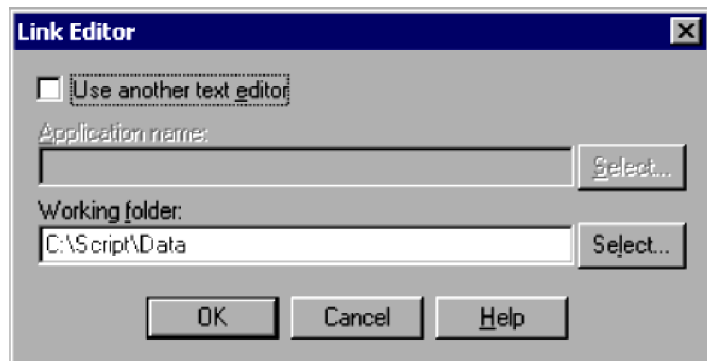 Link Editor
Use another text editor
Application name:
Select...
Working folder:
C:\Script\Data
Select...
OK Cancel Help